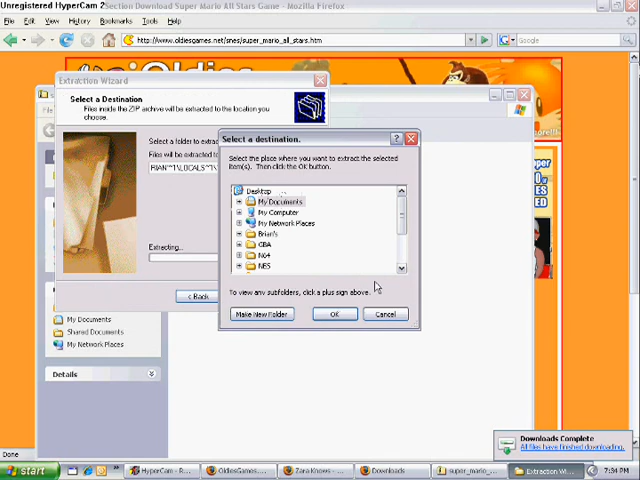 Unregistered HyperCam 2
Section Download Super Mario All Stars Game - Mozilla Firefox
File Edit View History Bookmarks Tools Help
http://www.oldiesgames.net/snes/super_mario_all_stars.htm
Google
Oldies
Extraction Wizard
Select a Destination
Files inside the ZIP archive will be extracted to the location you
choose.
Select a folder to extra
Files will be extracted to
RIAN~1\LOCALS~1\
Extracting...
< Back
Select a destination.
Select the place where you want to extract the selected
item(s). Then click the OK button.
Desktop
My Documents
My Computer
My Network Places
Brian's
GBA
N64
NES
To view any subfolders, click a plus sign above.
Make New Folder
OK
Cancel
My Documents
Shared Documents
My Network Places
Details
Done
Downloads Complete
All files have finished downloading.
start
HyperCam - R...
OldiesGames....
Zara Knows - ...
Downloads
super_mario_...
Extraction Wi...
7:34 PM